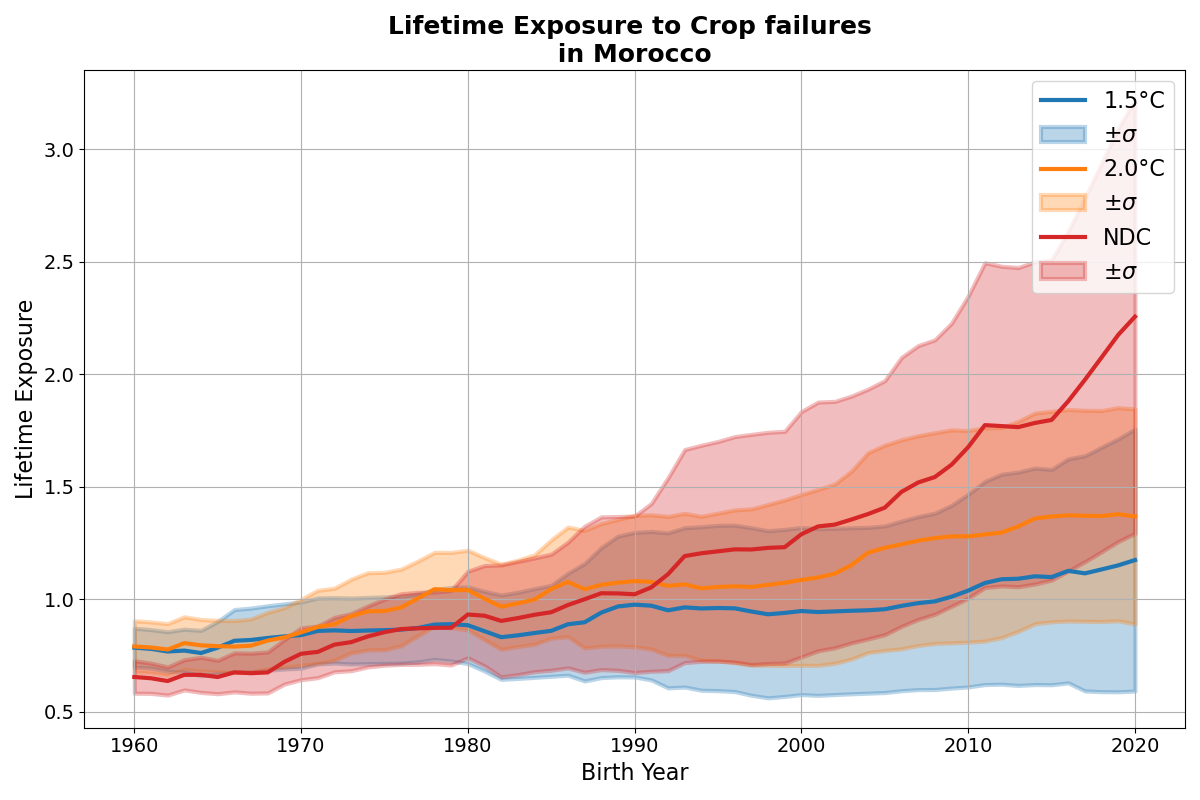 Lifetime Exposure to Crop failures
in Morocco
1.5°C
±σ
2.0°C
±σ
NDC
±σ
Lifetime Exposure
3.0
2.5
2.0
1.5
1.0
0.5
1960 1970 1980 1990 2000 2010 2020
Birth Year